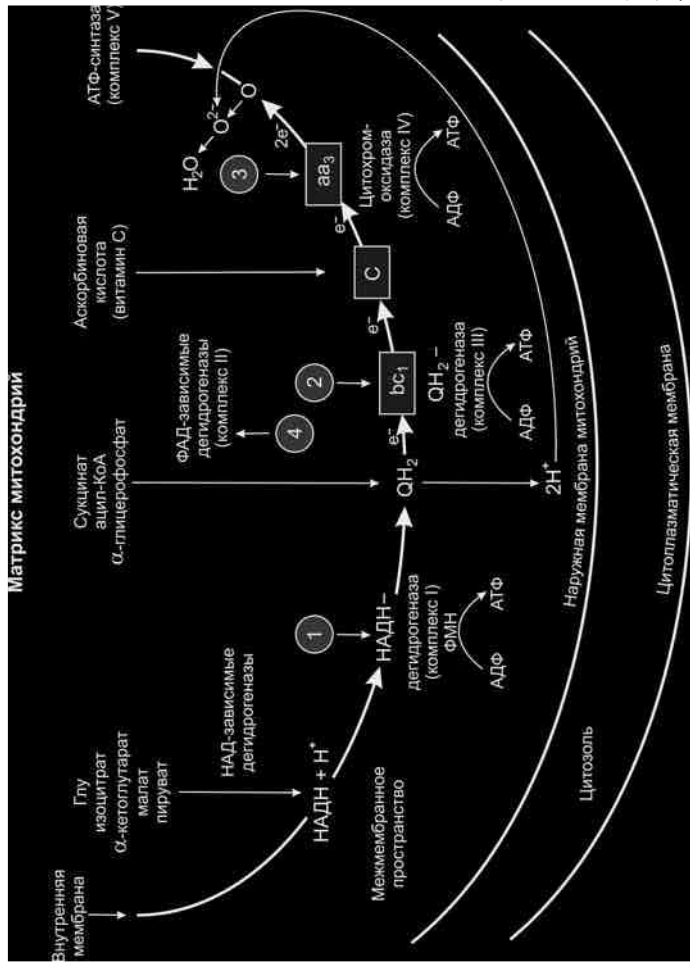 Матрикс митохондрий
Внутренняя
мембрана
Глу
изоцитрат
α-кетоглутарат
малат
пируват
Сукцинат
ацил-КоА
α-глицерофосфат
Аскорбиновая
кислота
(витамин С)
АТФ-синтаза
(комплекс V)
НАД-зависимые
дегидрогеназы
ФАД-зависимые
дегидрогеназы
(комплекс II)
4
H₂O
O²⁻
O
2e⁻
1
2
3
НАДН + H⁺
НАДН–
дегидрогеназа
(комплекс I)
ФМН
АДФ
АТФ
QH₂
e⁻
bc₁
e⁻
C
e⁻
aa₃
QH₂ –
дегидрогеназа
(комплекс III)
АДФ
АТФ
Цитохром-
оксидаза
(комплекс IV)
АДФ
АТФ
2H⁺
Межмембранное
пространство
Наружная мембрана митохондрий
Цитозоль
Цитоплазматическая мембрана